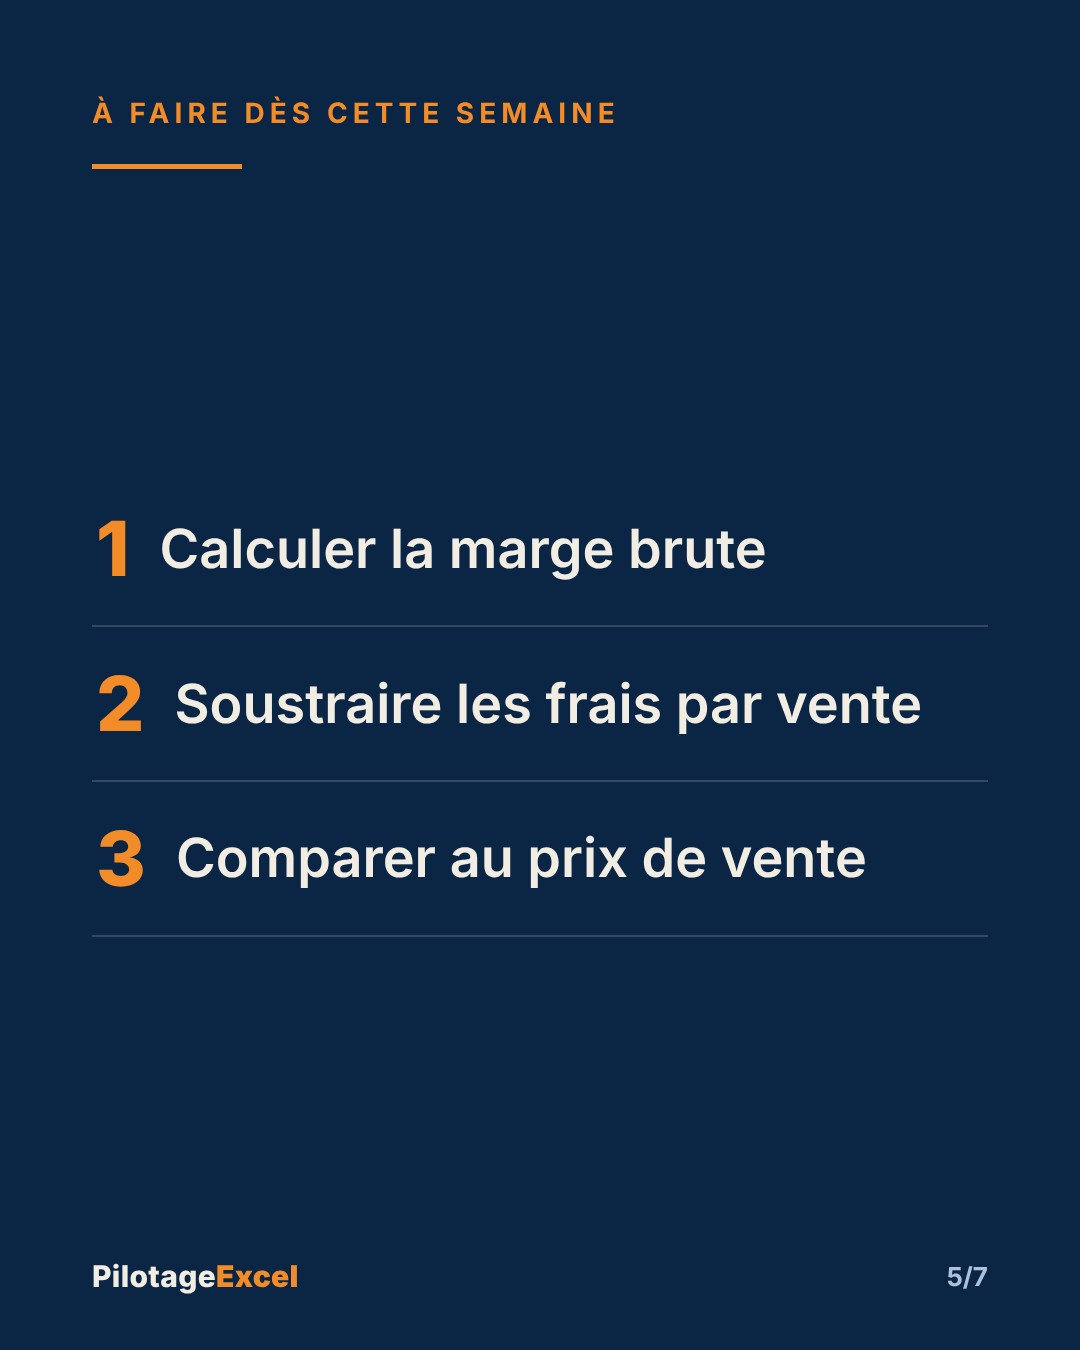 À FAIRE DÈS CETTE SEMAINE
1 Calculer la marge brute
2 Soustraire les frais par vente
3 Comparer au prix de vente
PilotageExcel
5/7